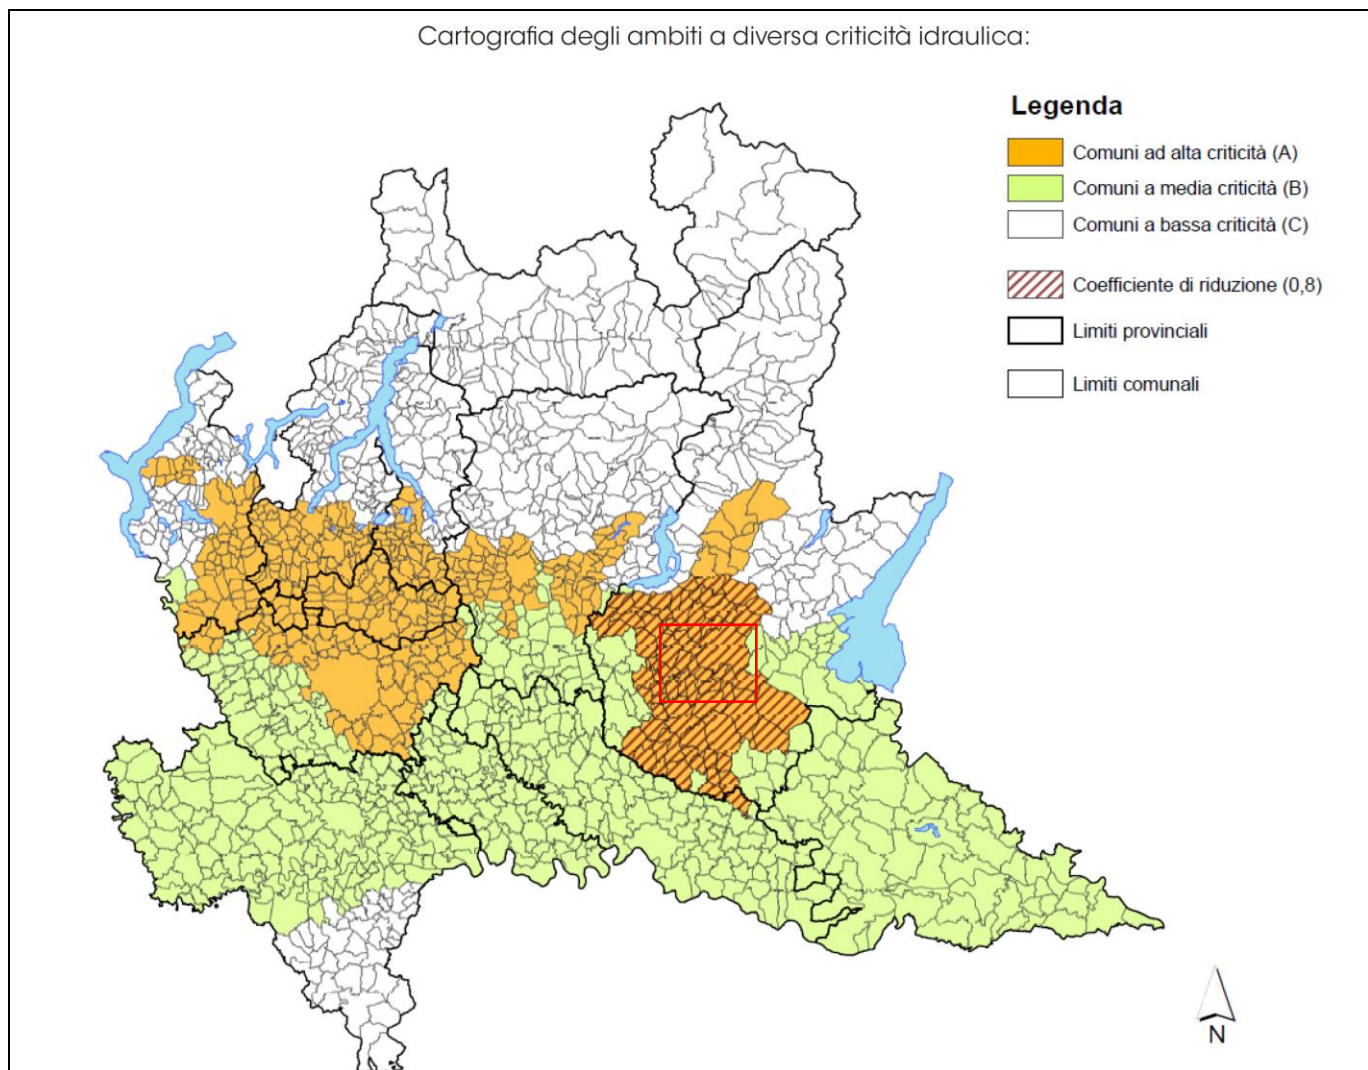 Cartografia degli ambiti a diversa criticità idraulica:
Legenda
Comuni ad alta criticità (A)
Comuni a media criticità (B)
Comuni a bassa criticità (C)
Coefficiente di riduzione (0,8)
Limiti provinciali
Limiti comunali
N